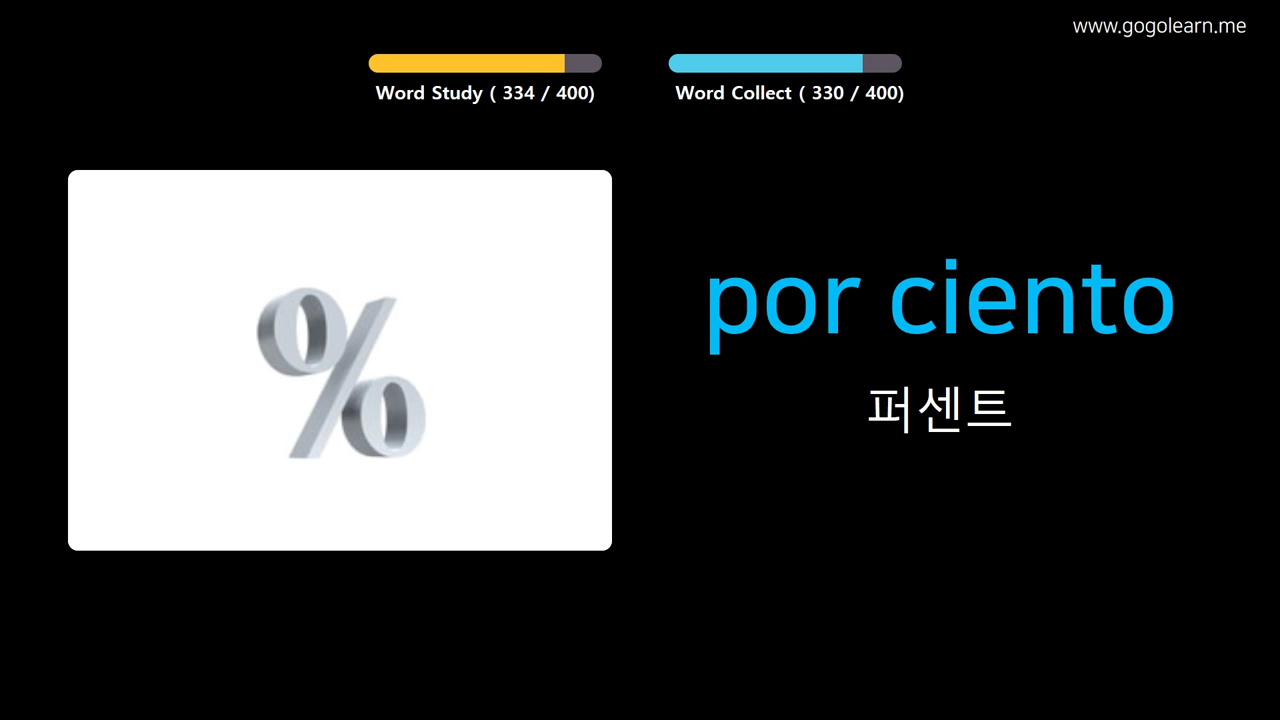 www.gogolearn.me
Word Study ( 334 / 400)
Word Collect ( 330 / 400)
%
por ciento
퍼센트